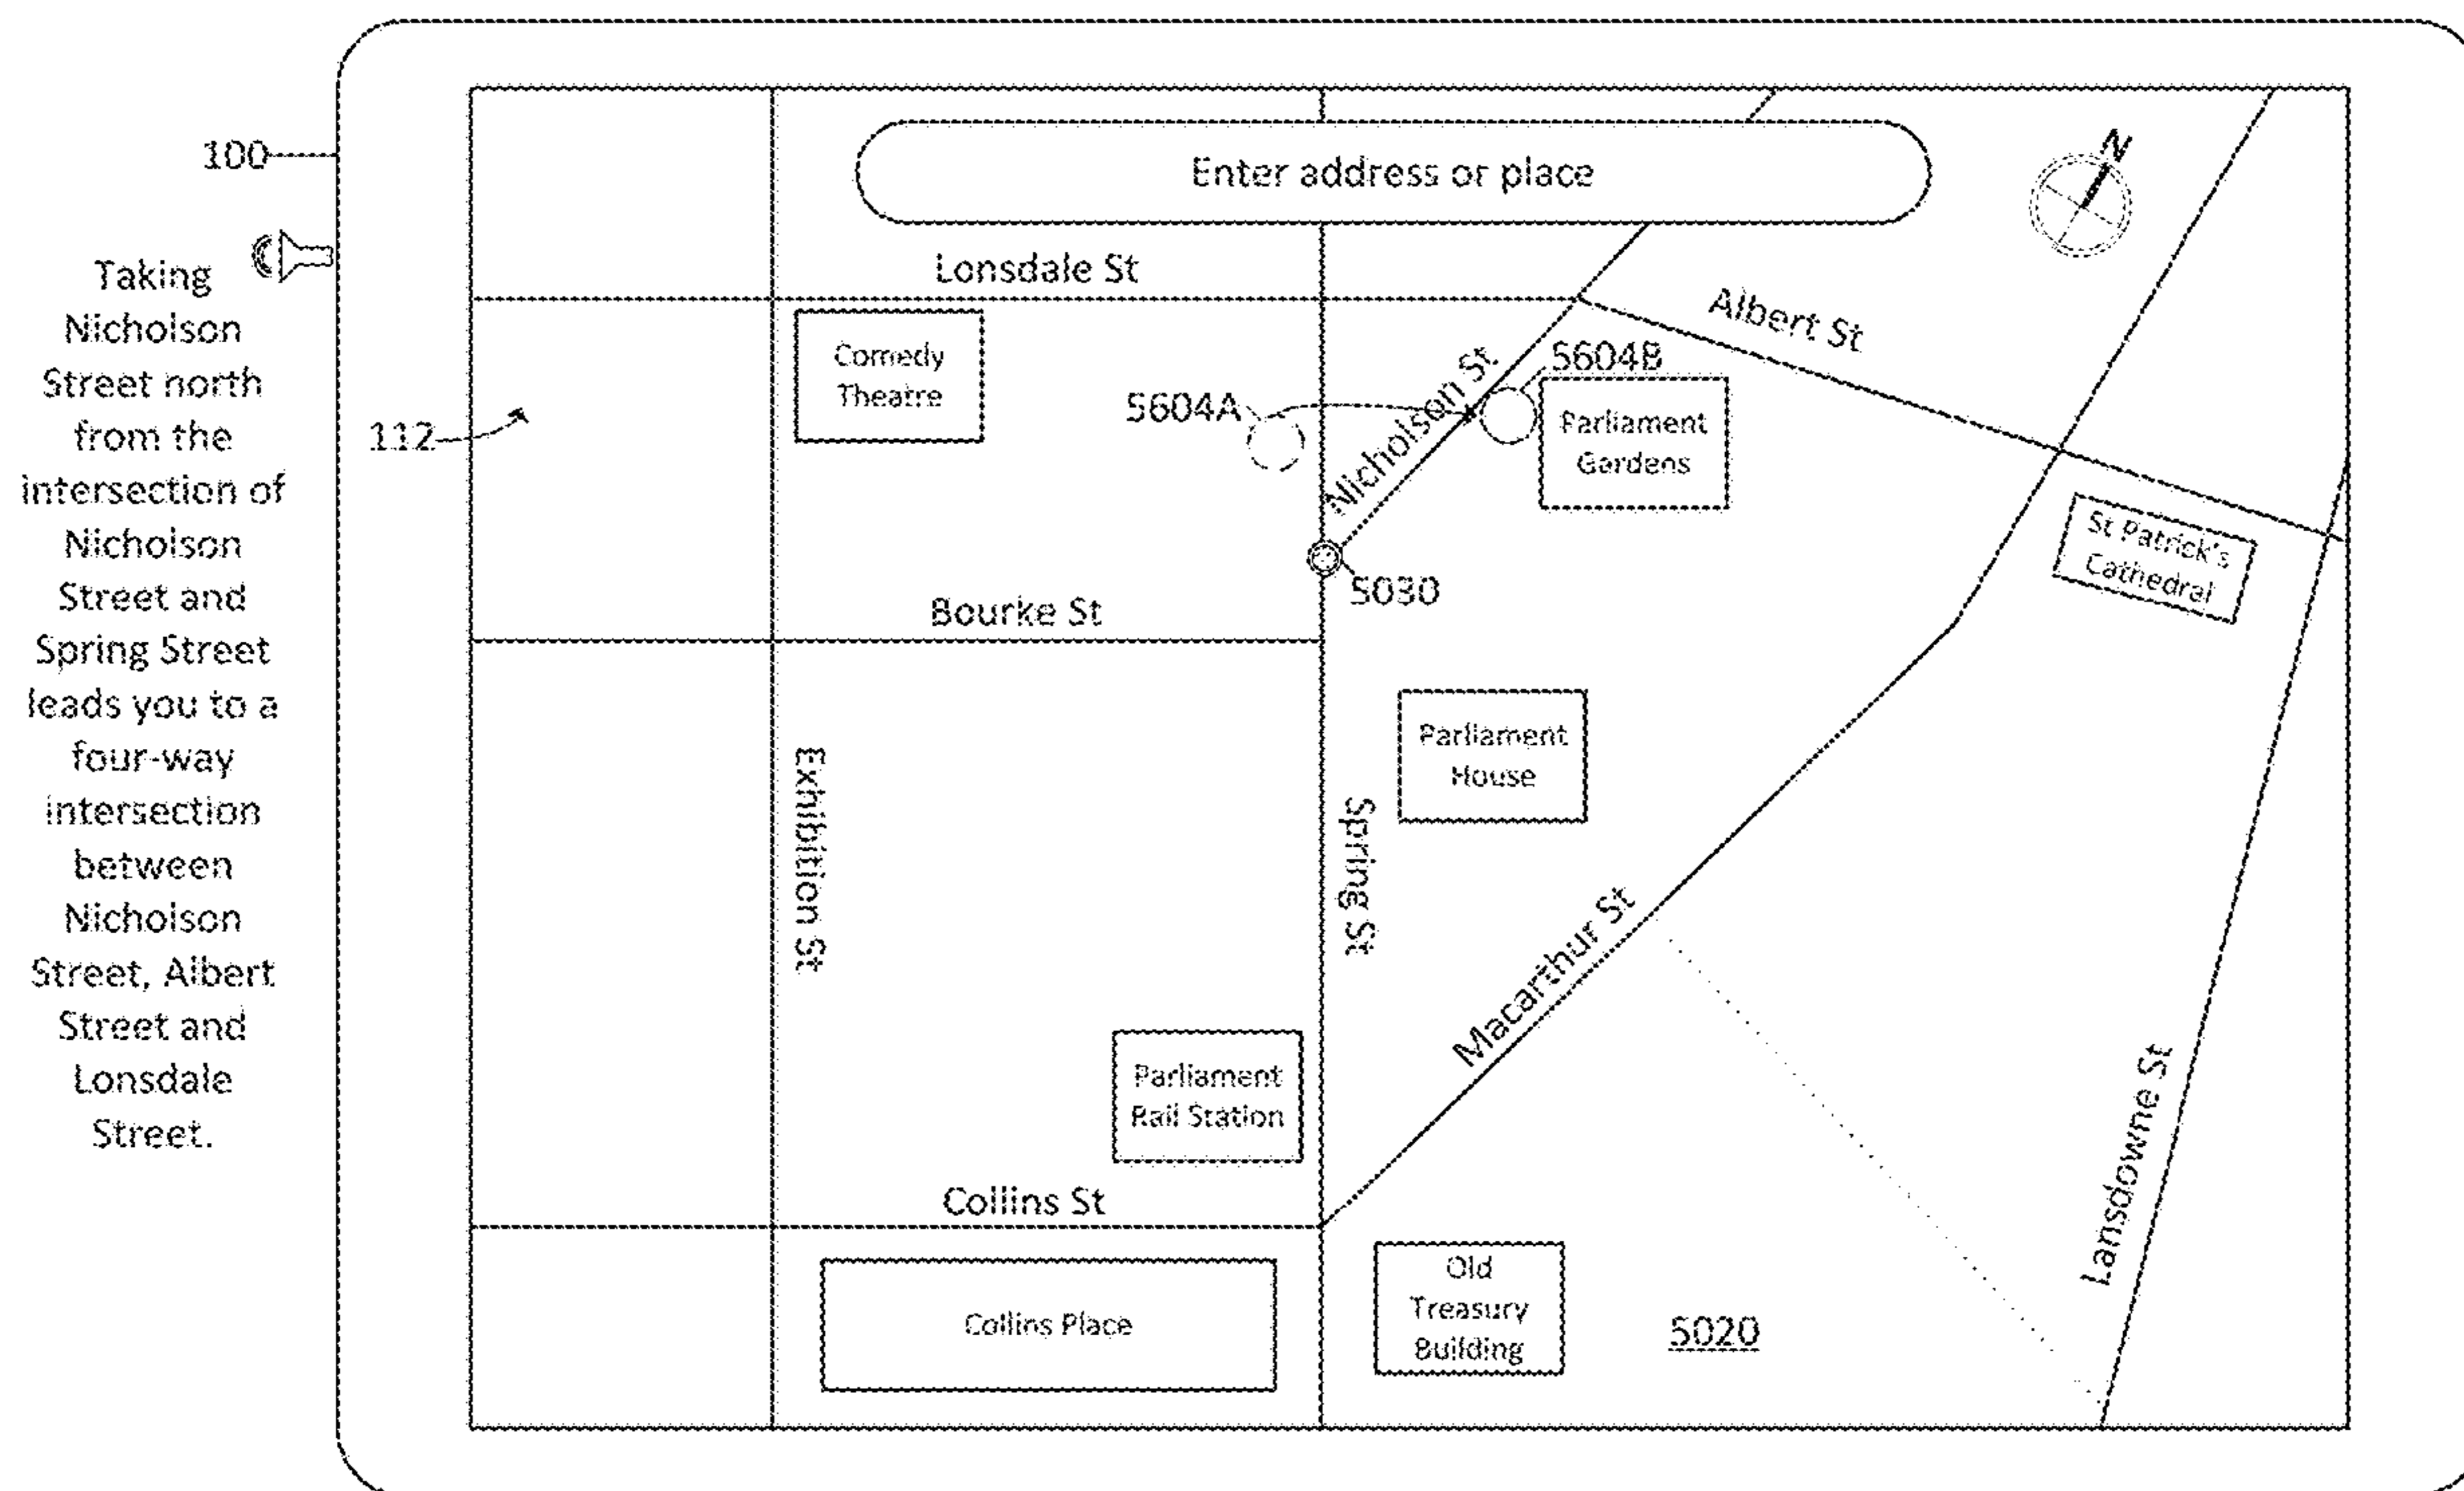 100
Taking
Nicholson
Street north
from the
intersection of
Nicholson
Street and
Spring Street
leads you to a
four-way
intersection
between
Nicholson
Street, Albert
Street and
Lonsdale
Street.
112
Enter address or place
N
Lonsdale St
Albert St
Comedy
Theatre
5604A
Nicholson St.
5604B
Parliament
Gardens
St Patrick's
Cathedral
5030
Bourke St
Parliament
House
Exhibition St
Spring St
Macarthur St
Parliament
Rail Station
Lansdowne St
Collins St
Collins Place
Old
Treasury
Building
5020